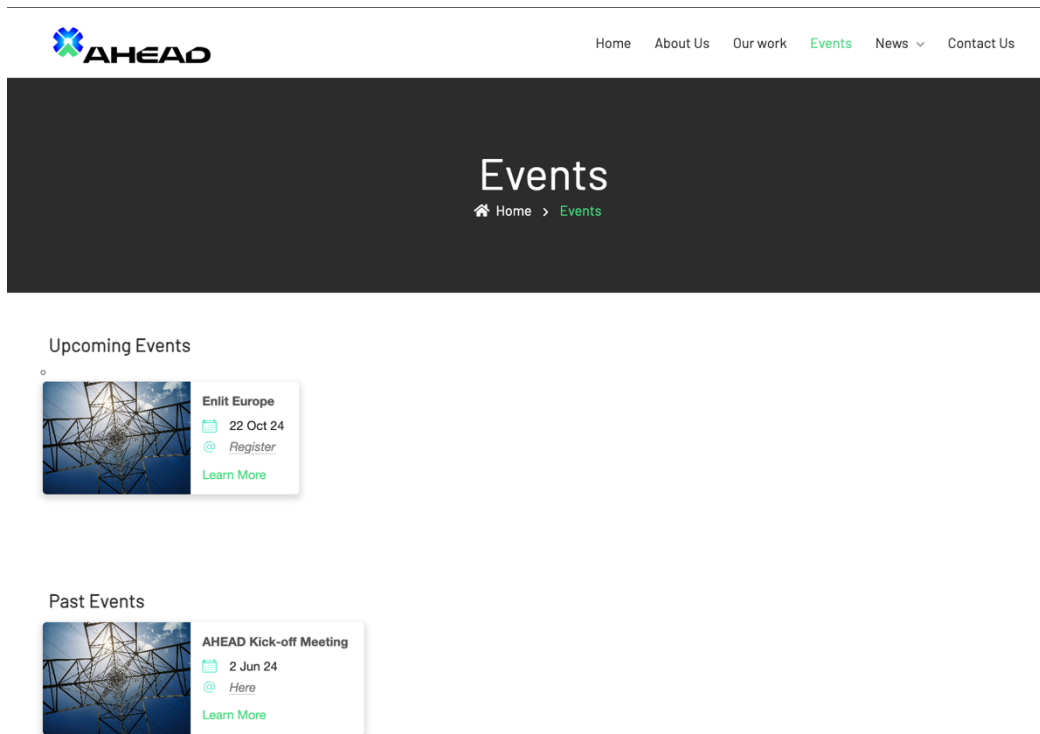 AHEAD
Home About Us Our work Events News Contact Us
Events
Home > Events
Upcoming Events
Enlit Europe
22 Oct 24
@ Register
Learn More
Past Events
AHEAD Kick-off Meeting
2 Jun 24
@ Here
Learn More